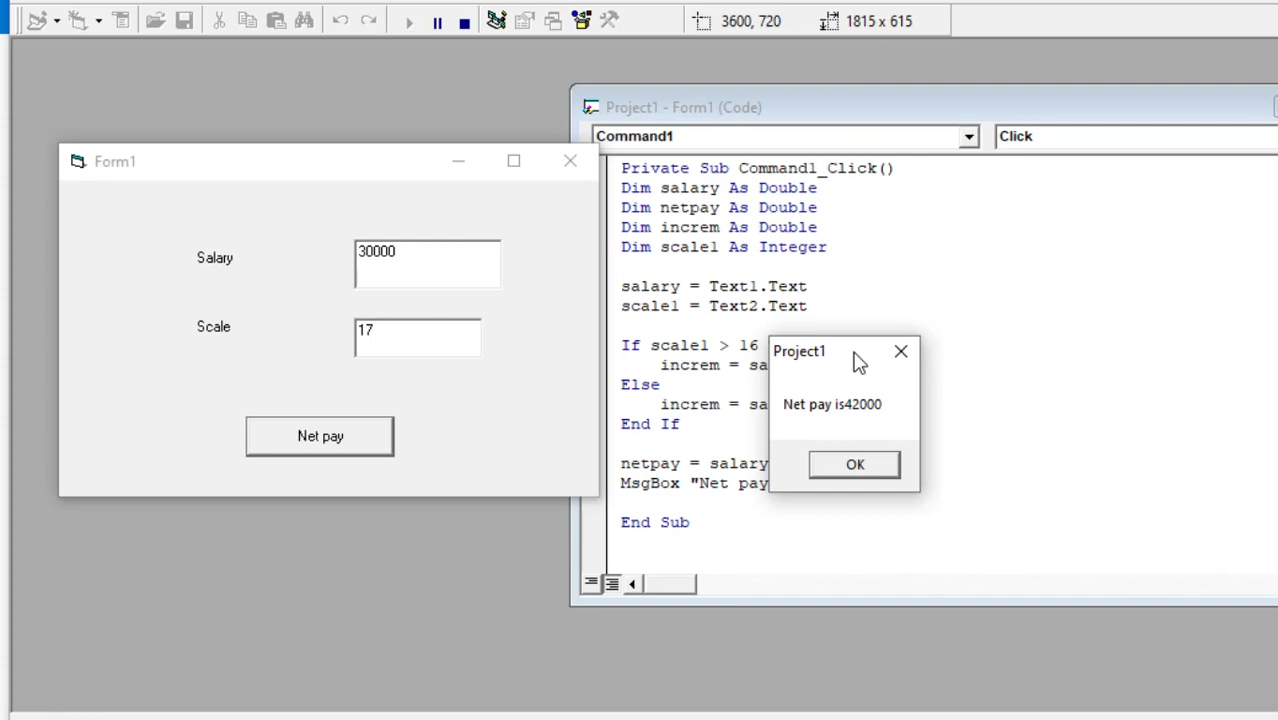 3600, 720
1815 x 615
Project1 - Form1 (Code)
Command1
Click
Form1
Salary
30000
Scale
17
Net pay
Private Sub Command1_Click()
Dim salary As Double
Dim netpay As Double
Dim increm As Double
Dim scale1 As Integer
salary = Text1.Text
scale1 = Text2.Text
If scale1 > 16
increm = sa
Else
increm = sa
End If
netpay = salary
MsgBox "Net pay
End Sub
Project1
Net pay is42000
OK